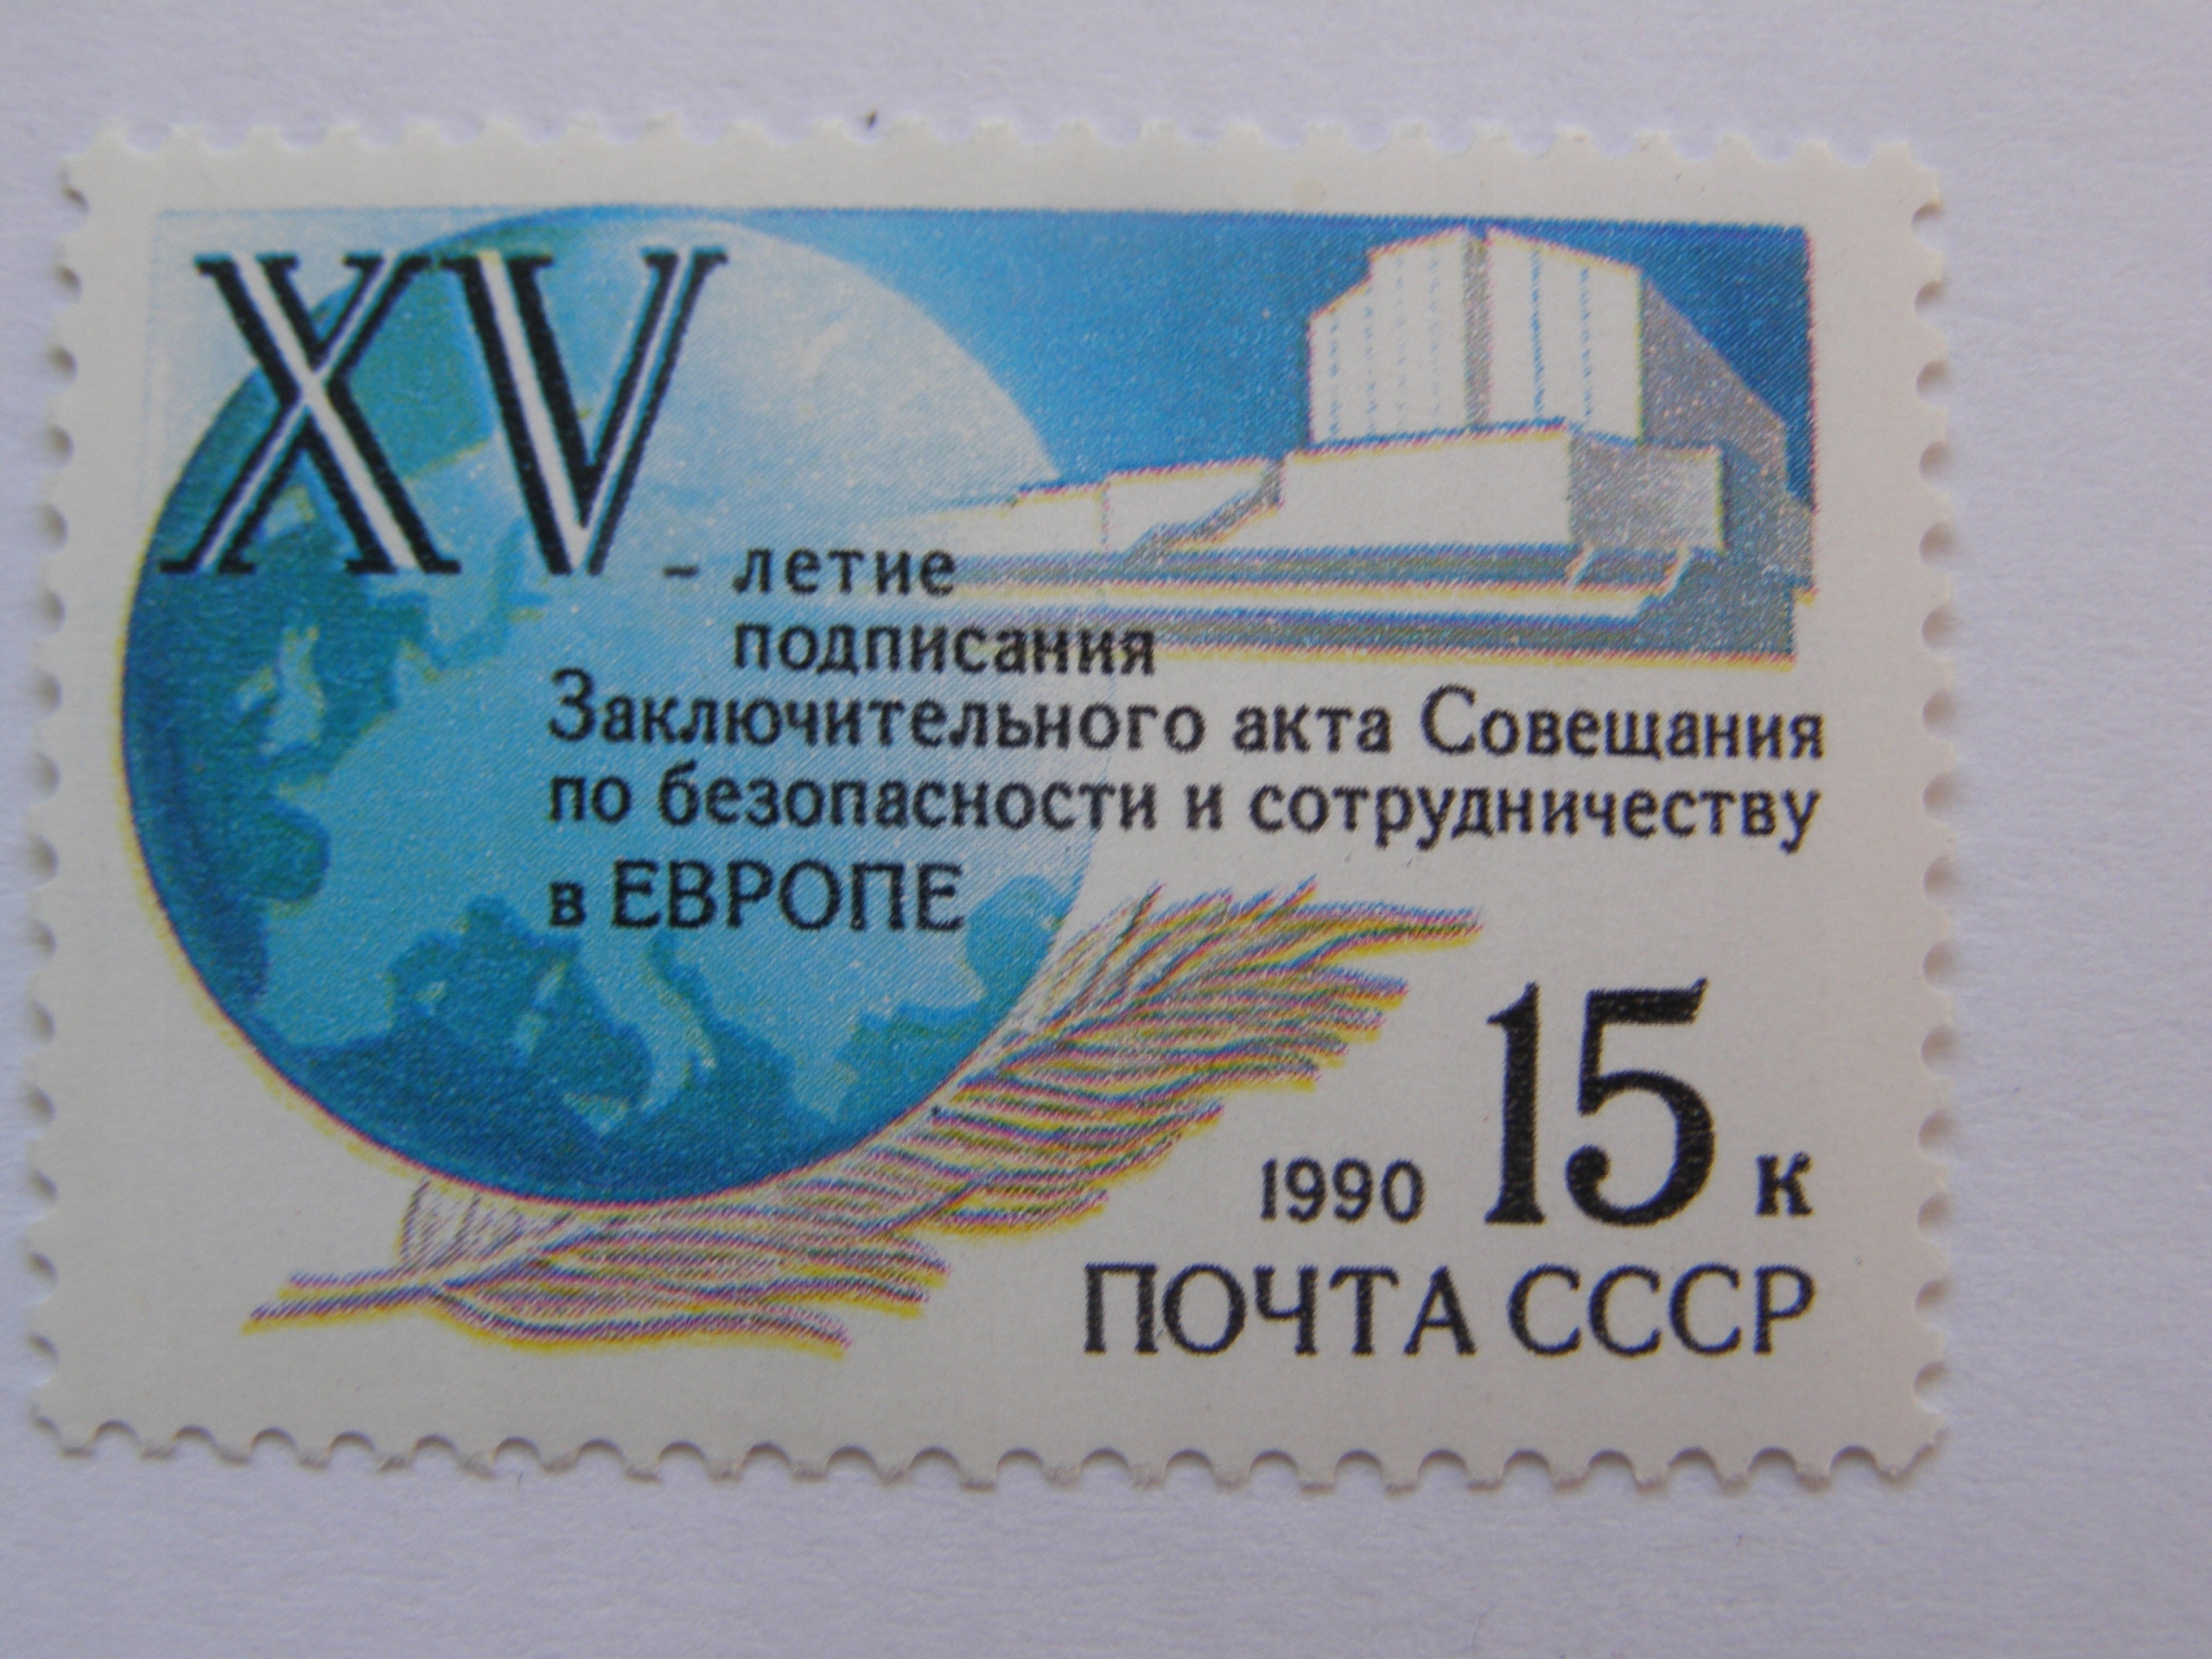 XV - летие
подписания
Заключительного акта Совещания
по безопасности и сотрудничеству
в ЕВРОПЕ
1990 15 к
ПОЧТА СССР